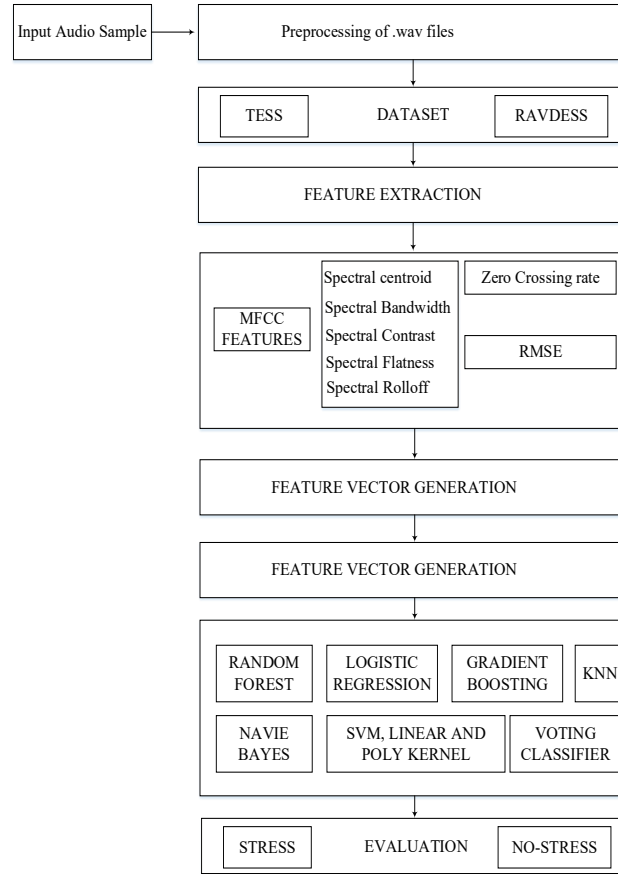 Input Audio Sample
Preprocessing of .wav files
TESS
DATASET
RAVDESS
FEATURE EXTRACTION
MFCC
FEATURES
Spectral centroid
Spectral Bandwidth
Spectral Contrast
Spectral Flatness
Spectral Rolloff
Zero Crossing rate
RMSE
FEATURE VECTOR GENERATION
FEATURE VECTOR GENERATION
RANDOM
FOREST
LOGISTIC
REGRESSION
GRADIENT
BOOSTING
KNN
NAVIE
BAYES
SVM, LINEAR AND
POLY KERNEL
VOTING
CLASSIFIER
STRESS
EVALUATION
NO-STRESS